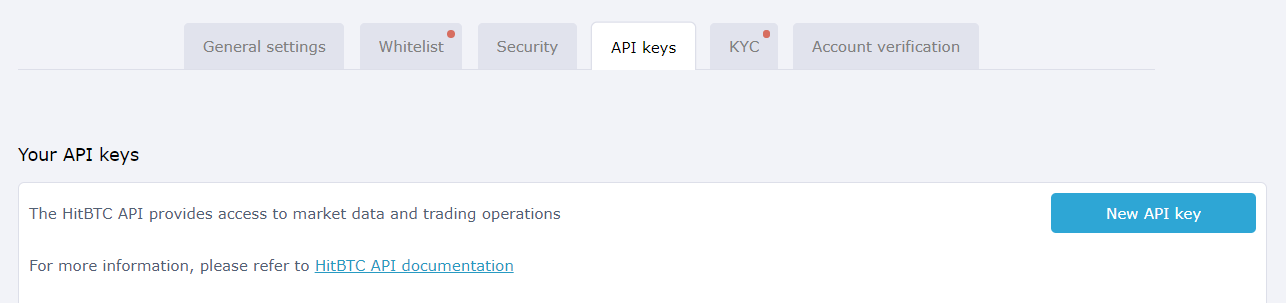 General settings Whitelist Security API keys KYC Account verification
Your API keys
The HitBTC API provides access to market data and trading operations New API key
For more information, please refer to HitBTC API documentation